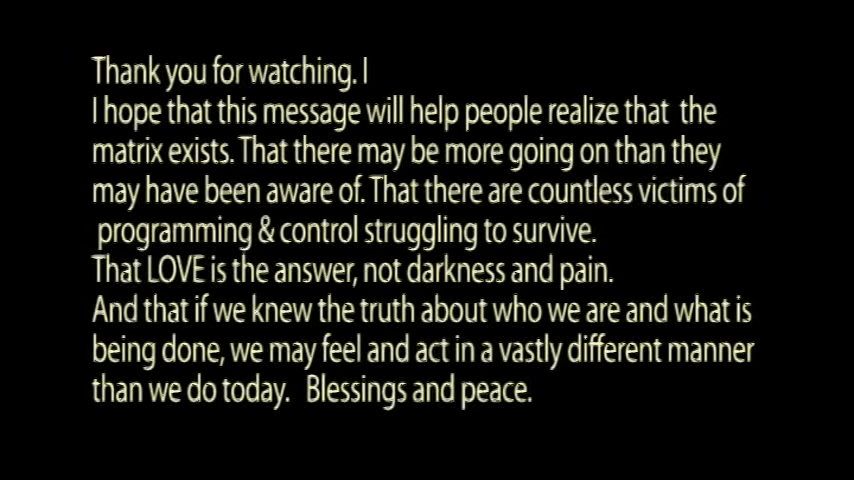 Thank you for watching. I
I hope that this message will help people realize that  the
matrix exists. That there may be more going on than they
may have been aware of. That there are countless victims of
programming & control struggling to survive.
That LOVE is the answer, not darkness and pain.
And that if we knew the truth about who we are and what is
being done, we may feel and act in a vastly different manner
than we do today.   Blessings and peace.